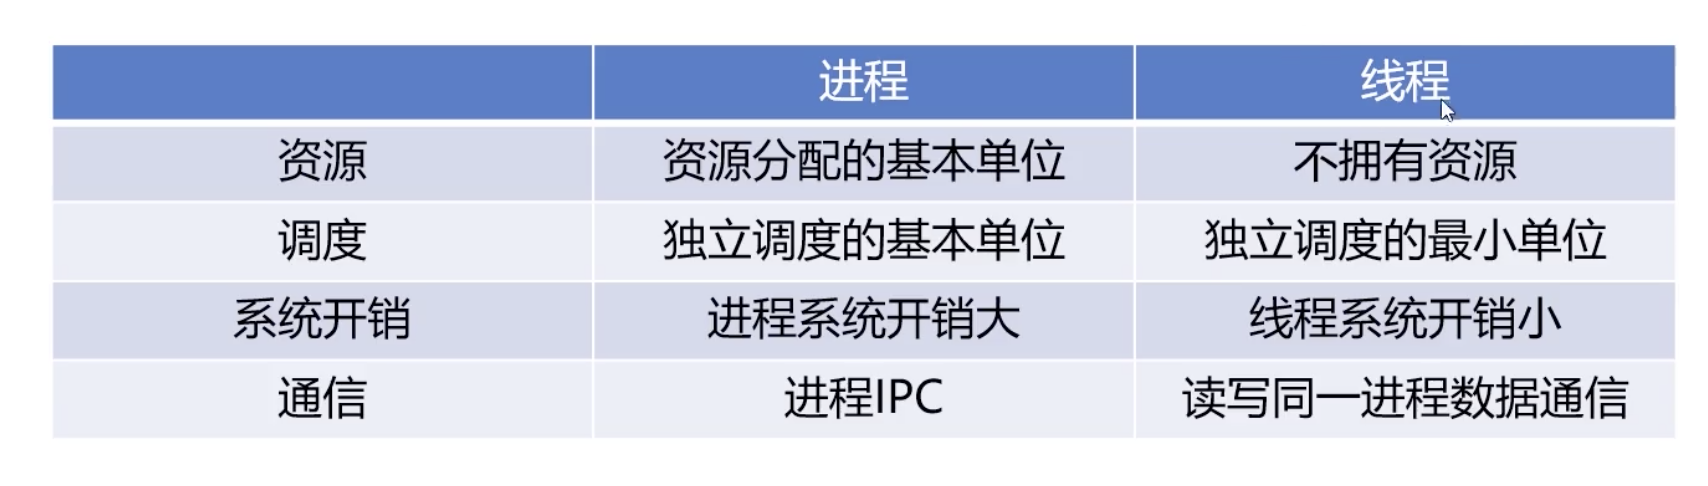 进程 线程
资源 资源分配的基本单位 不拥有资源
调度 独立调度的基本单位 独立调度的最小单位
系统开销 进程系统开销大 线程系统开销小
通信 进程IPC 读写同一进程数据通信